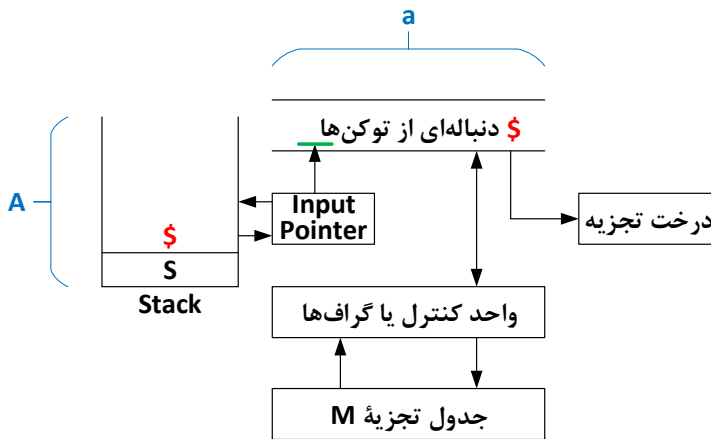 a
دنباله‌ای از توکن‌ها $
A
Input
Pointer
درخت تجزیه
$
S
Stack
واحد کنترل یا گراف‌ها
جدول تجزیهٔ M